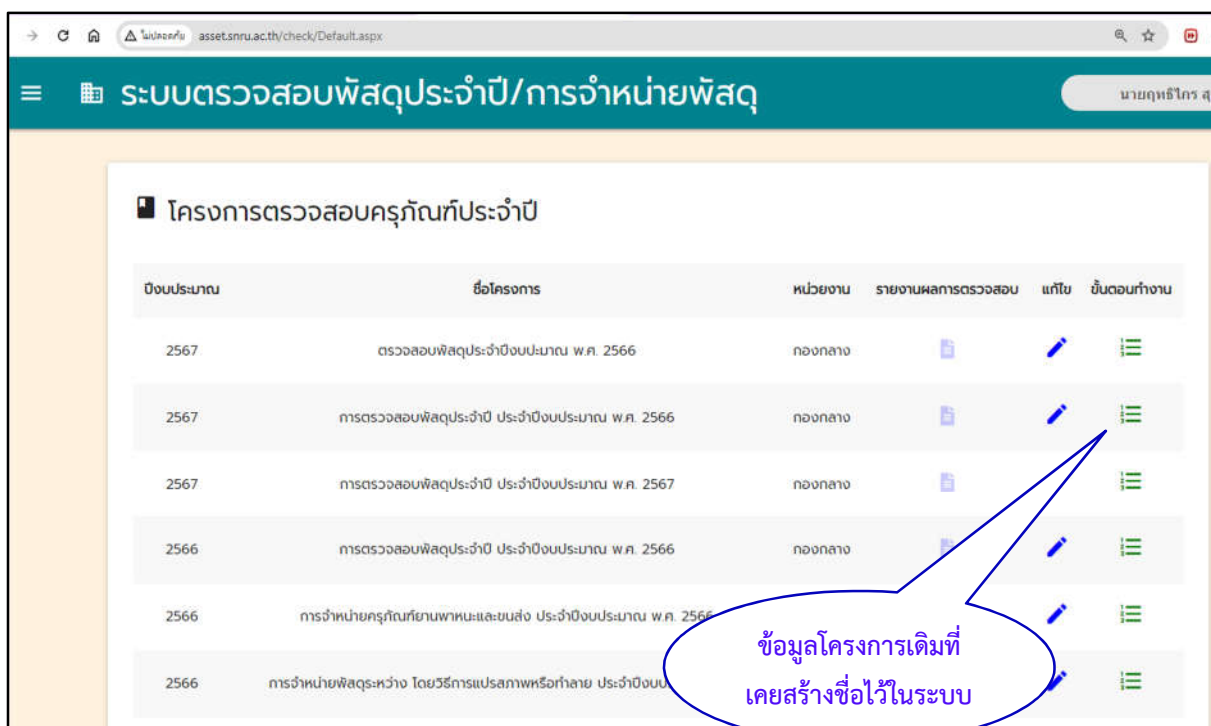 ไม่ปลอดภัย asset.snru.ac.th/check/Default.aspx
ระบบตรวจสอบพัสดุประจำปี/การจำหน่ายพัสดุ
นายฤทธิไกร
โครงการตรวจสอบครุภัณฑ์ประจำปี
ปีงบประมาณ ชื่อโครงการ หน่วยงาน รายงานผลการตรวจสอบ แก้ไข ขั้นตอนทำงาน
2567 ตรวจสอบพัสดุประจำปีงบปะมาณ พ.ศ. 2566 กองกลาง
2567 การตรวจสอบพัสดุประจำปี ประจำปีงบประมาณ พ.ศ. 2566 กองกลาง
2567 การตรวจสอบพัสดุประจำปี ประจำปีงบประมาณ พ.ศ. 2567 กองกลาง
2566 การตรวจสอบพัสดุประจำปี ประจำปีงบประมาณ พ.ศ. 2566 กองกลาง
2566 การจำหน่ายครุภัณฑ์ยานพาหนะและขนส่ง ประจำปีงบประมาณ พ.ศ. 2566
2566 การจำหน่ายพัสดุระหว่าง โดยวิธีการแปรสภาพหรือทำลาย
ข้อมูลโครงการเดิมที่
เคยสร้างชื่อไว้ในระบบ